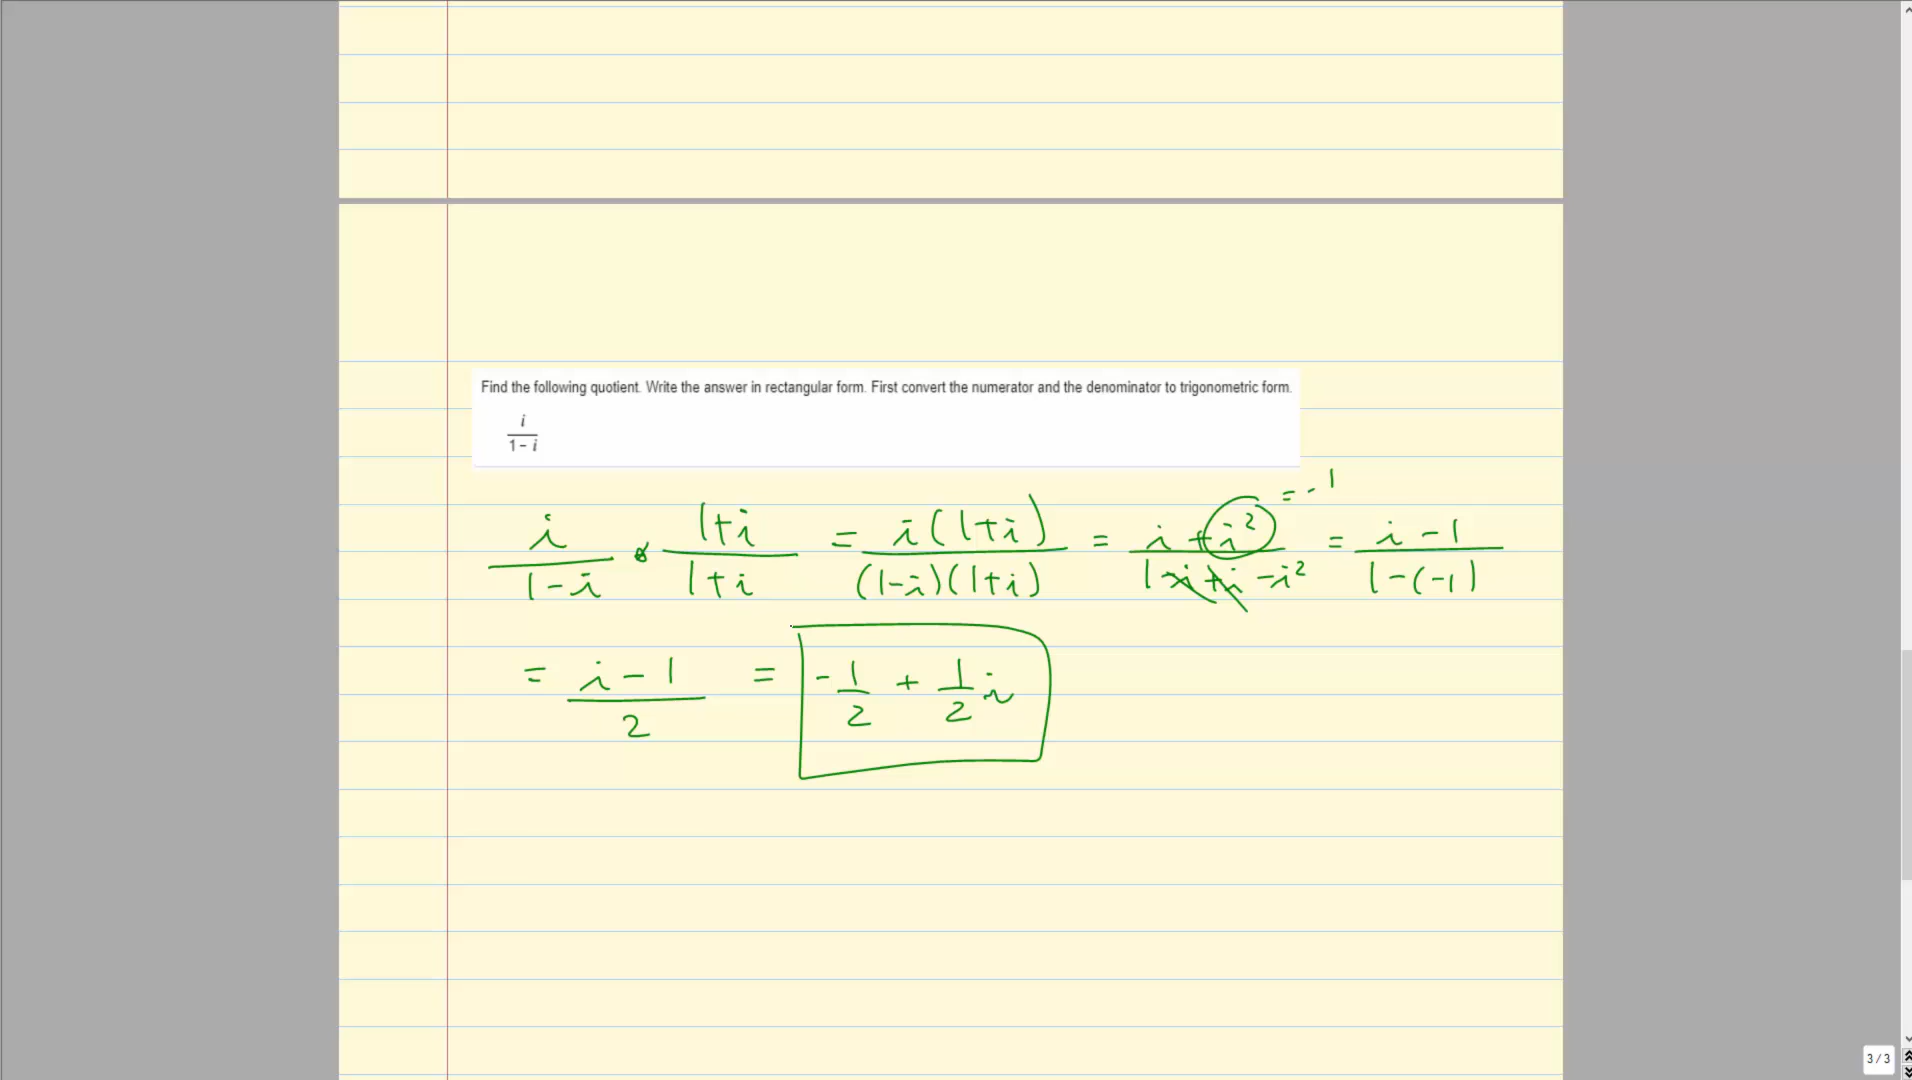 Find the following quotient. Write the answer in rectangular form. First convert the numerator and the denominator to trigonometric form.
i/(1 - i)
i/(1-i) • (1+i)/(1+i) = i(1+i)/((1-i)(1+i)) = (i + i²)/(1-i+i-i²) = (i-1)/(1-(-1))
= -1
= (i-1)/2 = -1/2 + 1/2 i
3 / 3